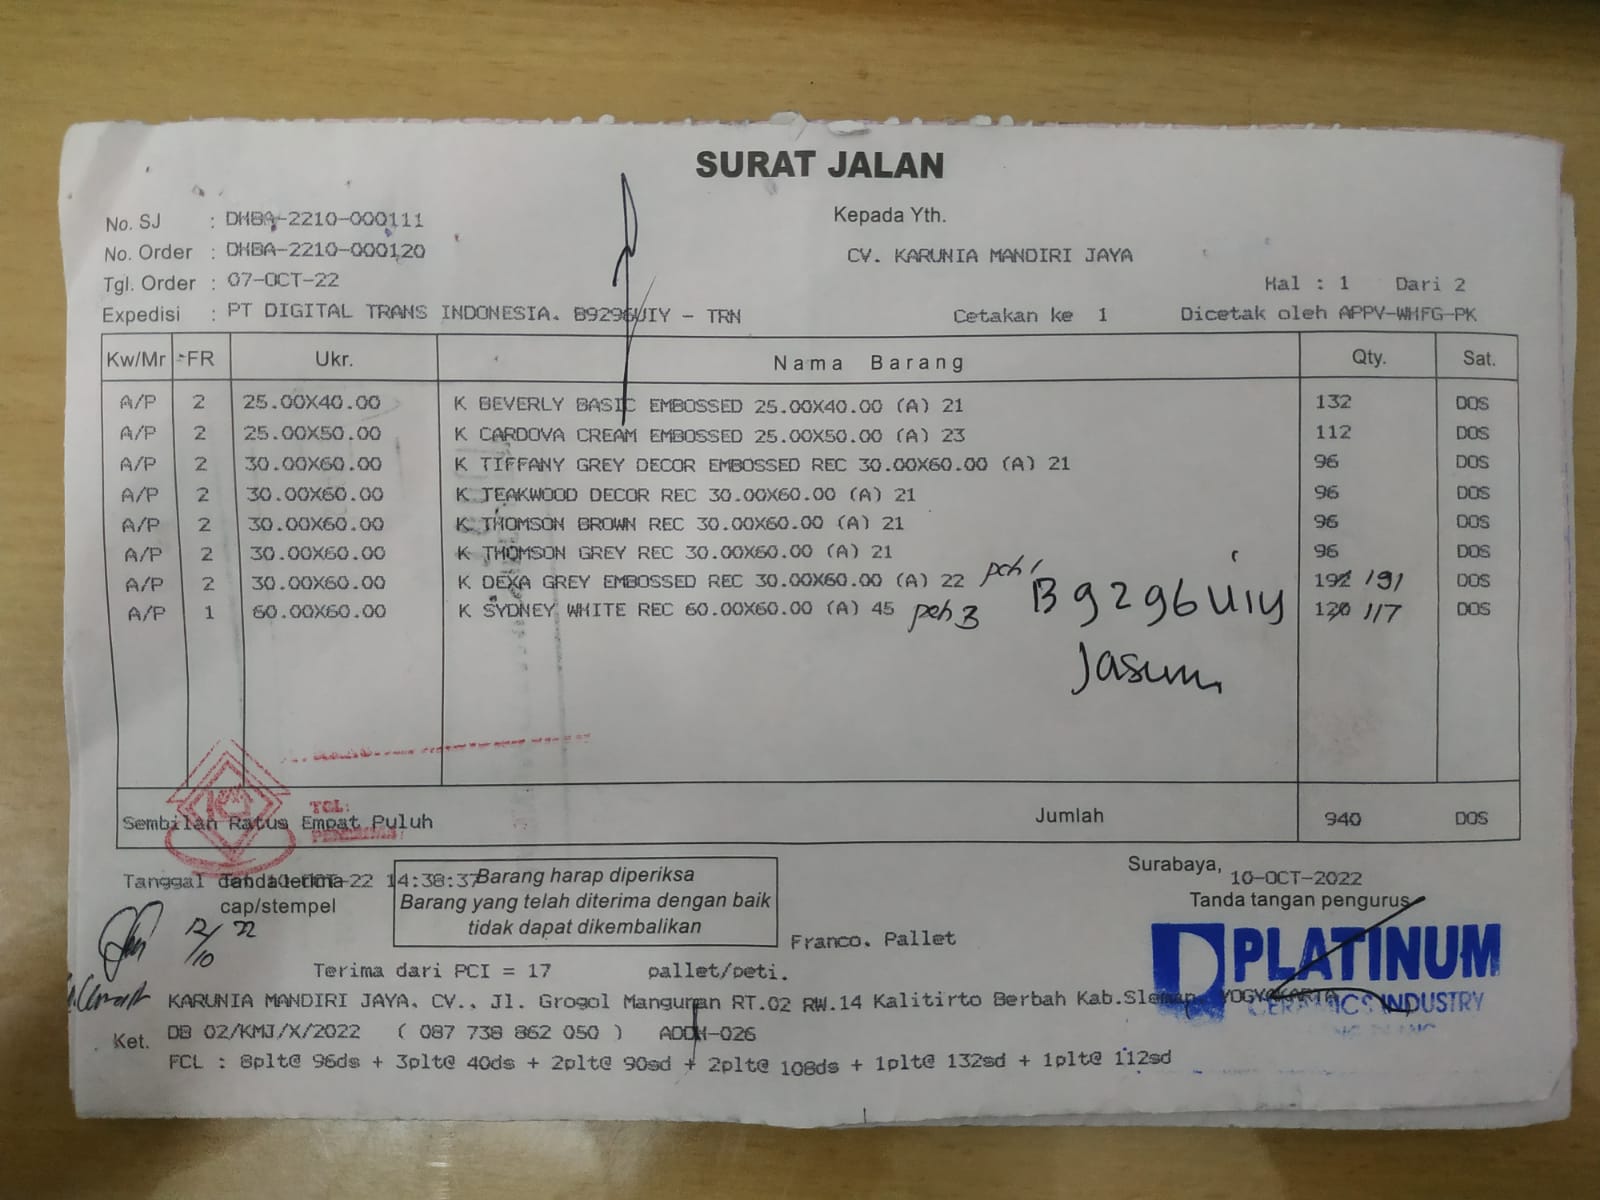 SURAT JALAN
No. SJ : DHBA-2210-000111
No. Order : DHBA-2210-000120
Tgl. Order : 07-OCT-22
Expedisi : PT DIGITAL TRANS INDONESIA. B9296UIY - TRN
Kepada Yth.
CV. KARUNIA MANDIRI JAYA
Hal : 1 Dari 2
Cetakan ke 1 Dicetak oleh APPV-WHFG-PK
Kw/Mr FR Ukr. Nama Barang Qty. Sat.
A/P 2 25.00X40.00 K BEVERLY BASIC EMBOSSED 25.00X40.00 (A) 21 132 DOS
A/P 2 25.00X50.00 K CARDOVA CREAM EMBOSSED 25.00X50.00 (A) 23 112 DOS
A/P 2 30.00X60.00 K TIFFANY GREY DECOR EMBOSSED REC 30.00X60.00 (A) 21 96 DOS
A/P 2 30.00X60.00 K TEAKWOOD DECOR REC 30.00X60.00 (A) 21 96 DOS
A/P 2 30.00X60.00 K THOMSON BROWN REC 30.00X60.00 (A) 21 96 DOS
A/P 2 30.00X60.00 K THOMSON GREY REC 30.00X60.00 (A) 21 96 DOS
A/P 2 30.00X60.00 K DEXA GREY EMBOSSED REC 30.00X60.00 (A) 22 pch 1 192 191 DOS
A/P 1 60.00X60.00 K SYDNEY WHITE REC 60.00X60.00 (A) 45 pch 3 120 117 DOS
B 9296 UIY
Jasum
TGL:
Sembilan Ratus Empat Puluh Jumlah 940 DOS
Tanggal 10-OCT-22 14:38:37
Tanda terima
cap/stempel
12/10 22
Barang harap diperiksa
Barang yang telah diterima dengan baik
tidak dapat dikembalikan
Surabaya, 10-OCT-2022
Tanda tangan pengurus
PLATINUM
CERAMICS INDUSTRY
Franco. Pallet
Terima dari PCI = 17 pallet/peti.
KARUNIA MANDIRI JAYA. CV., Jl. Grogol Mangunan RT.02 RW.14 Kalitirto Berbah Kab.Sleman, YOGYAKARTA
Ket. DB 02/KMJ/X/2022 ( 087 738 862 050 ) ADDH-026
FCL : 8plt@ 96ds + 3plt@ 40ds + 2plt@ 90sd + 2plt@ 108ds + 1plt@ 132sd + 1plt@ 112sd